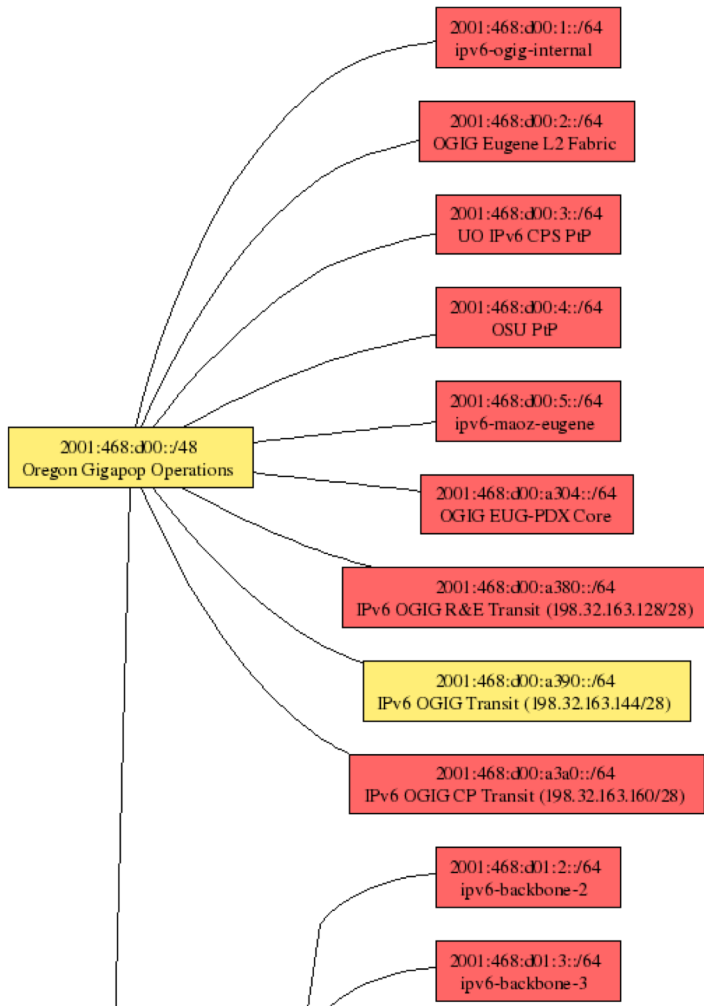 2001:468:d00:1::/64
ipv6-ogig-internal
2001:468:d00:2::/64
OGIG Eugene L2 Fabric
2001:468:d00:3::/64
UO IPv6 CPS PtP
2001:468:d00:4::/64
OSU PtP
2001:468:d00:5::/64
ipv6-maoz-eugene
2001:468:d00::/48
Oregon Gigapop Operations
2001:468:d00:a304::/64
OGIG EUG-PDX Core
2001:468:d00:a380::/64
IPv6 OGIG R&E Transit (198.32.163.128/28)
2001:468:d00:a390::/64
IPv6 OGIG Transit (198.32.163.144/28)
2001:468:d00:a3a0::/64
IPv6 OGIG CP Transit (198.32.163.160/28)
2001:468:d01:2::/64
ipv6-backbone-2
2001:468:d01:3::/64
ipv6-backbone-3